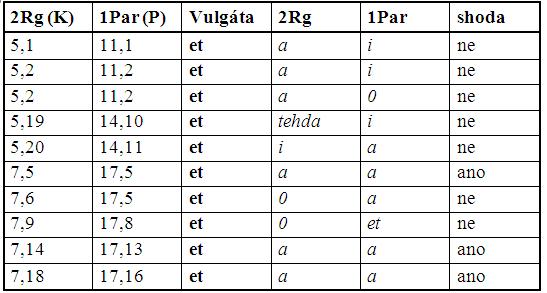 2Rg (K) 1Par (P) Vulgáta 2Rg 1Par shoda
5,1 11,1 et a i ne
5,2 11,2 et a i ne
5,2 11,2 et a 0 ne
5,19 14,10 et tehda i ne
5,20 14,11 et i a ne
7,5 17,5 et a a ano
7,6 17,5 et 0 a ne
7,9 17,8 et 0 et ne
7,14 17,13 et a a ano
7,18 17,16 et a a ano